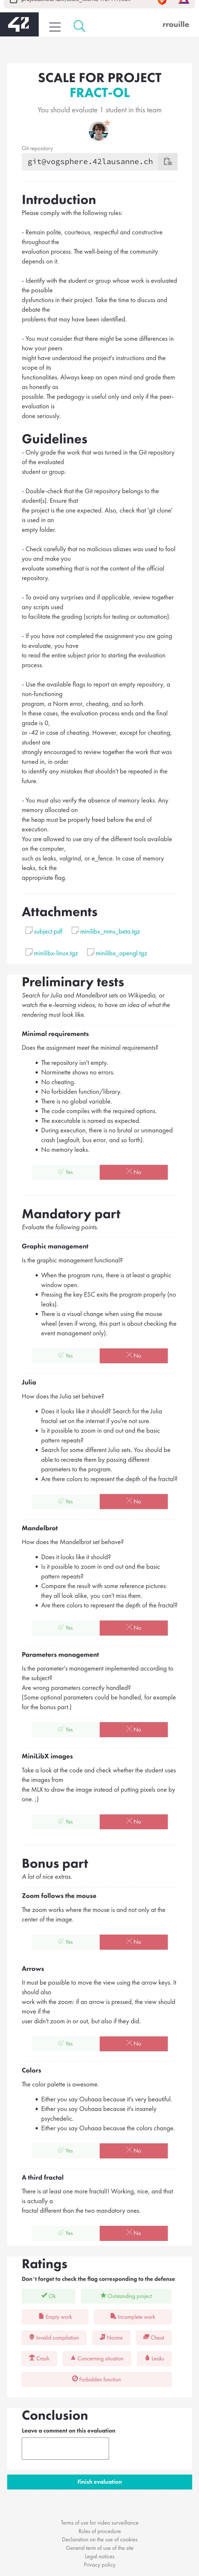 42
rrouille
SCALE FOR PROJECT
FRACT-OL
You should evaluate 1 student in this team
Git repository
git@vogsphere.42lausanne.ch
Introduction
Please comply with the following rules:
- Remain polite, courteous, respectful and constructive
throughout the
evaluation process. The well-being of the community
depends on it.
- Identify with the student or group whose work is evaluated
the possible
dysfunctions in their project. Take the time to discuss and
debate the
problems that may have been identified.
- You must consider that there might be some differences in
how your peers
might have understood the project's instructions and the
scope of its
functionalities. Always keep an open mind and grade them
as honestly as
possible. The pedagogy is useful only and only if the peer-
evaluation is
done seriously.
Guidelines
- Only grade the work that was turned in the Git repository
of the evaluated
student or group.
- Double-check that the Git repository belongs to the
student(s). Ensure that
the project is the one expected. Also, check that 'git clone'
is used in an
empty folder.
- Check carefully that no malicious aliases was used to fool
you and make you
evaluate something that is not the content of the official
repository.
- To avoid any surprises and if applicable, review together
any scripts used
to facilitate the grading (scripts for testing or automation).
- If you have not completed the assignment you are going
to evaluate, you have
to read the entire subject prior to starting the evaluation
process.
- Use the available flags to report an empty repository, a
non-functioning
program, a Norm error, cheating, and so forth.
In these cases, the evaluation process ends and the final
grade is 0,
or -42 in case of cheating. However, except for cheating,
student are
strongly encouraged to review together the work that was
turned in, in order
to identify any mistakes that shouldn't be repeated in the
future.
- You must also verify the absence of memory leaks. Any
memory allocated on
the heap must be properly freed before the end of
execution.
You are allowed to use any of the different tools available
on the computer,
such as leaks, valgrind, or e_fence. In case of memory
leaks, tick the
appropriate flag.
Attachments
subject.pdf minilibx_mms_beta.tgz
minilibx-linux.tgz minilibx_opengl.tgz
Preliminary tests
Search for Julia and Mandelbrot sets on Wikipedia, or
watch the e-learning videos, to have an idea of what the
rendering must look like.
Minimal requirements
Does the assignment meet the minimal requirements?
• The repository isn't empty.
• Norminette shows no errors.
• No cheating.
• No forbidden function/library.
• There is no global variable.
• The code compiles with the required options.
• The executable is named as expected.
• During execution, there is no brutal or unmanaged
crash (segfault, bus error, and so forth).
• No memory leaks.
Yes No
Mandatory part
Evaluate the following points.
Graphic management
Is the graphic management functional?
• When the program runs, there is at least a graphic
window open.
• Pressing the key ESC exits the program properly (no
leaks).
• There is a visual change when using the mouse
wheel (even if wrong, this part is about checking the
event management only).
Yes No
Julia
How does the Julia set behave?
• Does it looks like it should? Search for the Julia
fractal set on the internet if you're not sure.
• Is it possible to zoom in and out and the basic
pattern repeats?
• Search for some different Julia sets. You should be
able to recreate them by passing different
parameters to the program.
• Are there colors to represent the depth of the fractal?
Yes No
Mandelbrot
How does the Mandelbrot set behave?
• Does it looks like it should?
• Is it possible to zoom in and out and the basic
pattern repeats?
• Compare the result with some reference pictures:
they all look alike, you can't miss them.
• Are there colors to represent the depth of the fractal?
Yes No
Parameters management
Is the parameter's management implemented according to
the subject?
Are wrong parameters correctly handled?
(Some optional parameters could be handled, for example
for the bonus part.)
Yes No
MiniLibX images
Take a look at the code and check whether the student uses
the images from
the MLX to draw the image instead of putting pixels one by
one. ;)
Yes No
Bonus part
A lot of nice extras.
Zoom follows the mouse
The zoom works where the mouse is and not only at the
center of the image.
Yes No
Arrows
It must be possible to move the view using the arrow keys. It
should also
work with the zoom: if an arrow is pressed, the view should
move if the
user didn't zoom in or out, but also if they did.
Yes No
Colors
The color palette is awesome.
• Either you say Ouhaaa because it's very beautiful.
• Either you say Ouhaaa because it's insanely
psychedelic.
• Either you say Ouhaaa because the colors change.
Yes No
A third fractal
There is at least one more fractal!! Working, nice, and that
is actually a
fractal different than the two mandatory ones.
Yes No
Ratings
Don't forget to check the flag corresponding to the defense
Ok Outstanding project
Empty work Incomplete work
Invalid compilation Norme Cheat
Crash Concerning situation Leaks
Forbidden function
Conclusion
Leave a comment on this evaluation
Finish evaluation
Terms of use for video surveillance
Rules of procedure
Declaration on the use of cookies
General term of use of the site
Legal notices
Privacy policy